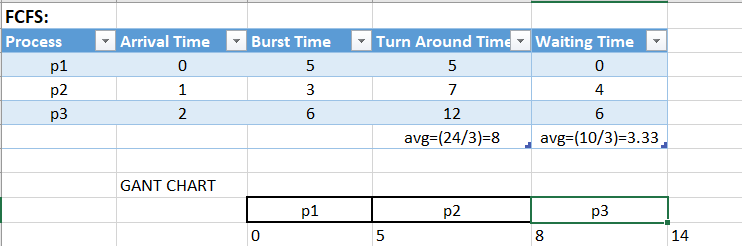 FCFS:
Process Arrival Time Burst Time Turn Around Time Waiting Time
p1 0 5 5 0
p2 1 3 7 4
p3 2 6 12 6
avg=(24/3)=8 avg=(10/3)=3.33
GANT CHART
p1 p2 p3
0 5 8 14